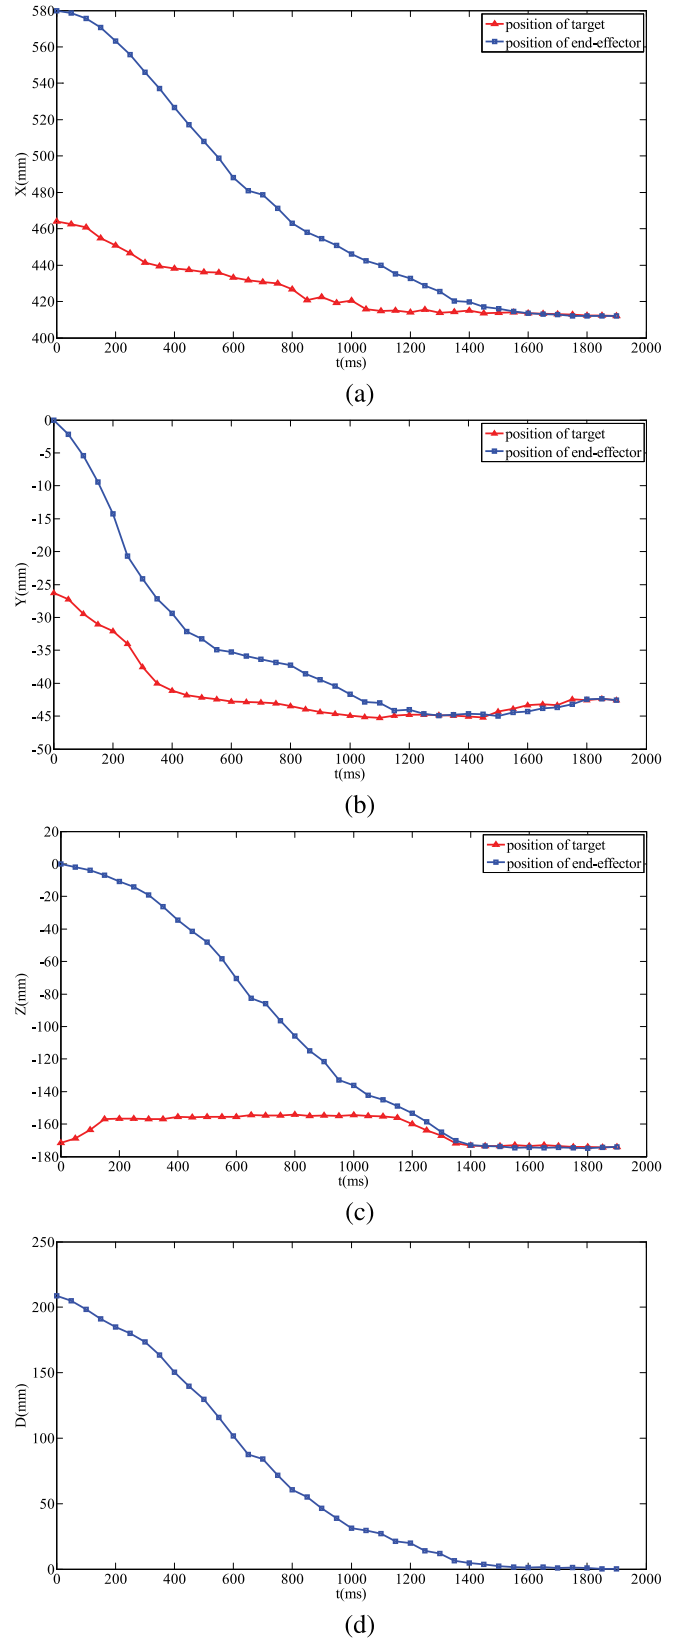 580
560
540
520
500
480
460
440
420
400
X(mm)
position of target
position of end-effector
0 200 400 600 800 1000 1200 1400 1600 1800 2000
t(ms)
(a)
0
-5
-10
-15
-20
-25
-30
-35
-40
-45
-50
Y(mm)
position of target
position of end-effector
0 200 400 600 800 1000 1200 1400 1600 1800 2000
t(ms)
(b)
20
0
-20
-40
-60
-80
-100
-120
-140
-160
-180
Z(mm)
position of target
position of end-effector
0 200 400 600 800 1000 1200 1400 1600 1800 2000
t(ms)
(c)
250
200
150
100
50
0
D(mm)
0 200 400 600 800 1000 1200 1400 1600 1800 2000
t(ms)
(d)